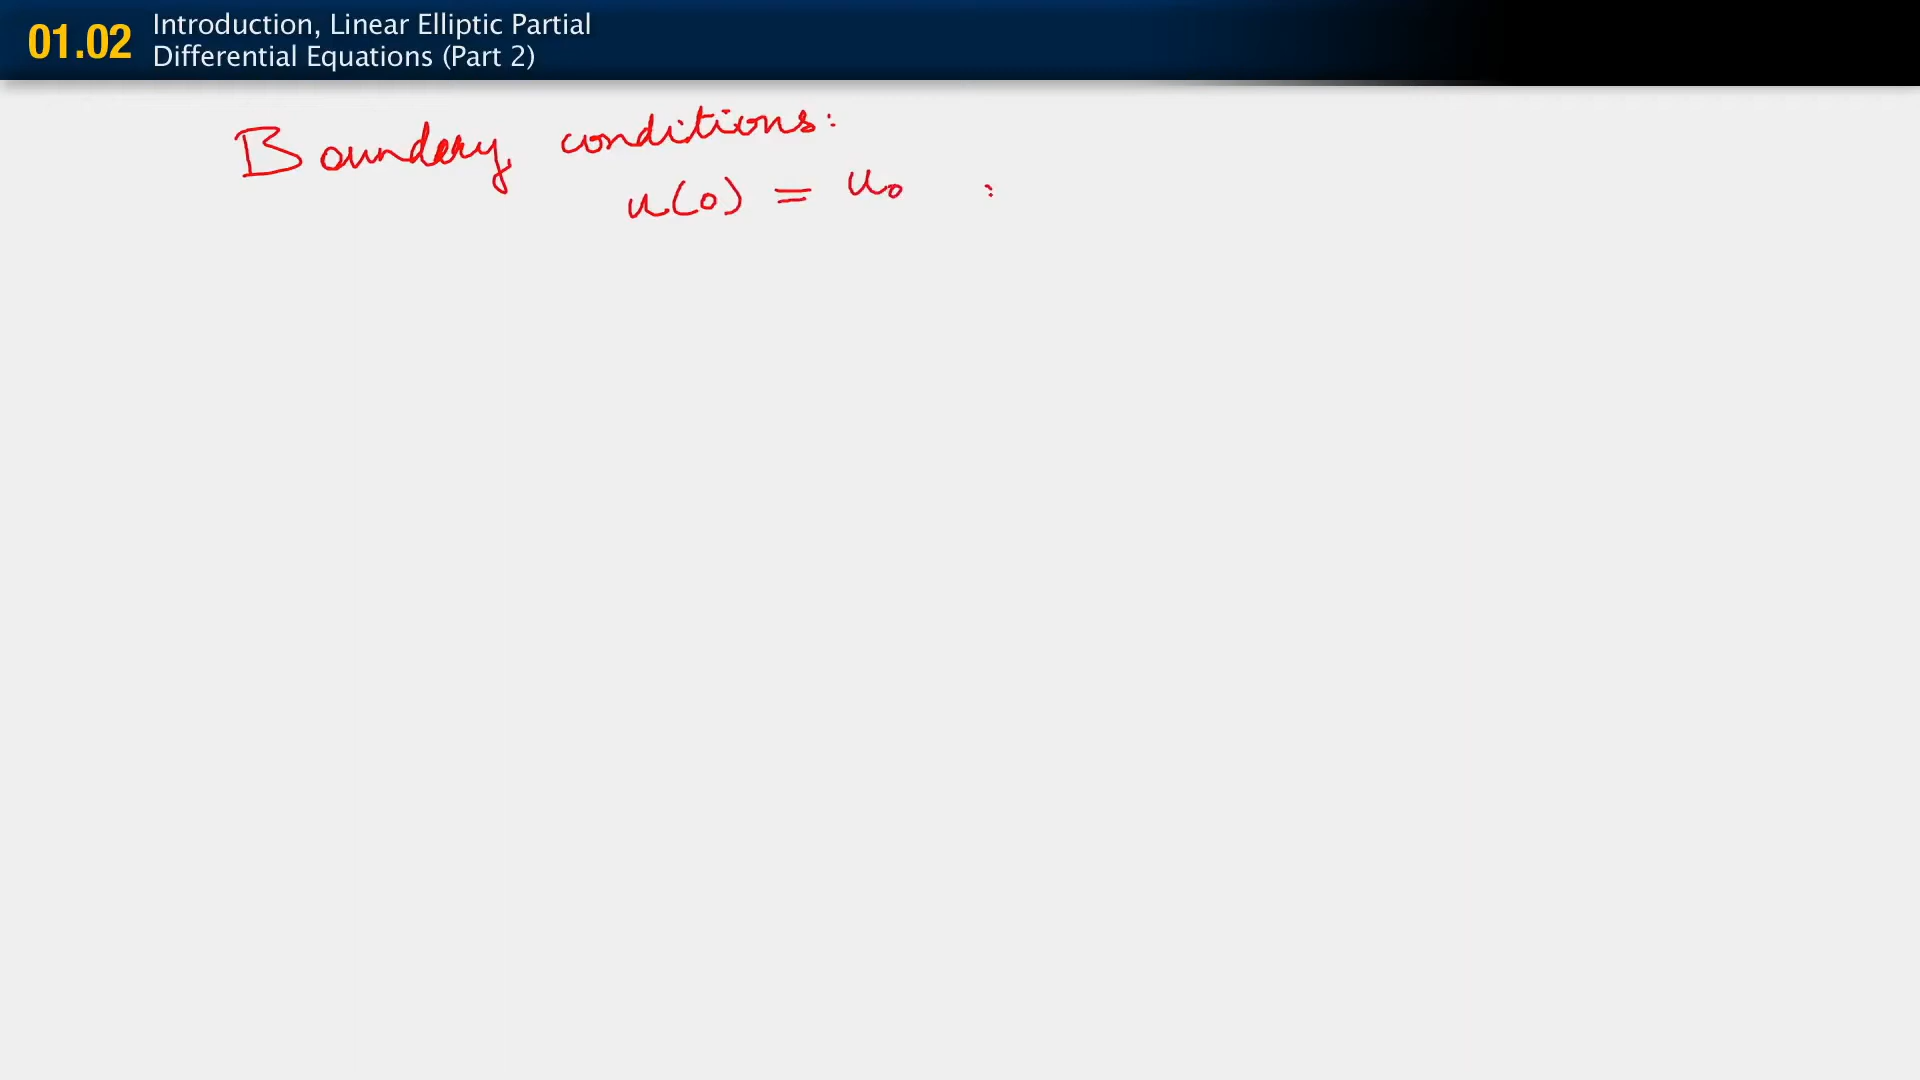 01.02
Introduction, Linear Elliptic Partial
Differential Equations (Part 2)
Boundary conditions:
u(0) = u₀ :